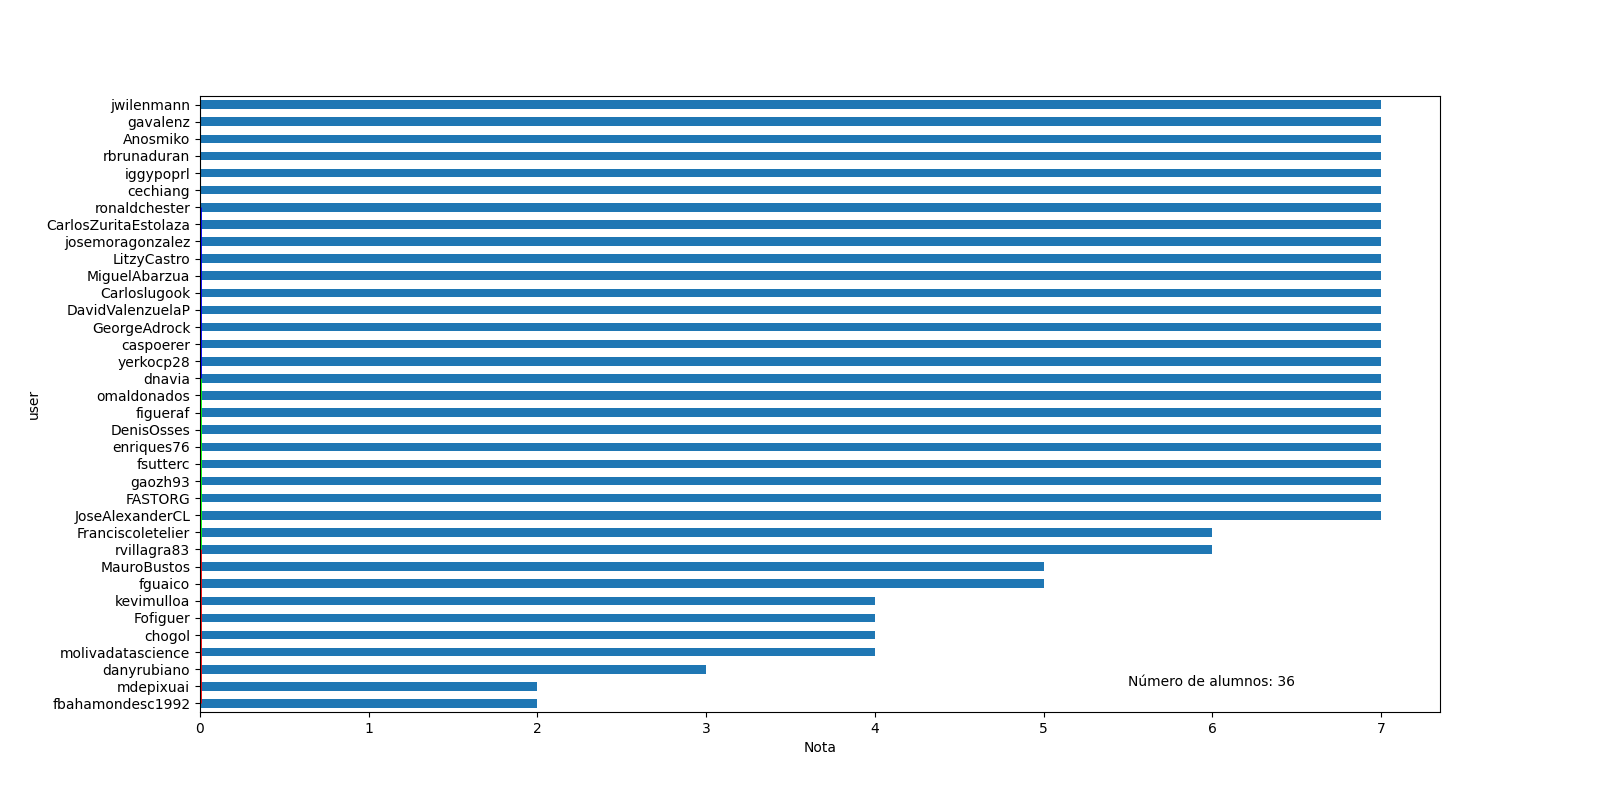 jwilenmann
gavalenz
Anosmiko
rbrunaduran
iggypoprl
cechiang
ronaldchester
CarlosZuritaEstolaza
josemoragonzalez
LitzyCastro
MiguelAbarzua
Carloslugook
DavidValenzuelaP
GeorgeAdrock
caspoerer
yerkocp28
dnavia
omaldonados
figueraf
DenisOsses
enriques76
fsutterc
gaozh93
FASTORG
JoseAlexanderCL
Franciscoletelier
rvillagra83
MauroBustos
fguaico
kevimulloa
Fofiguer
chogol
molivadatascience
danyrubiano
mdepixuai
fbahamondesc1992
user
Número de alumnos: 36
0 1 2 3 4 5 6 7
Nota